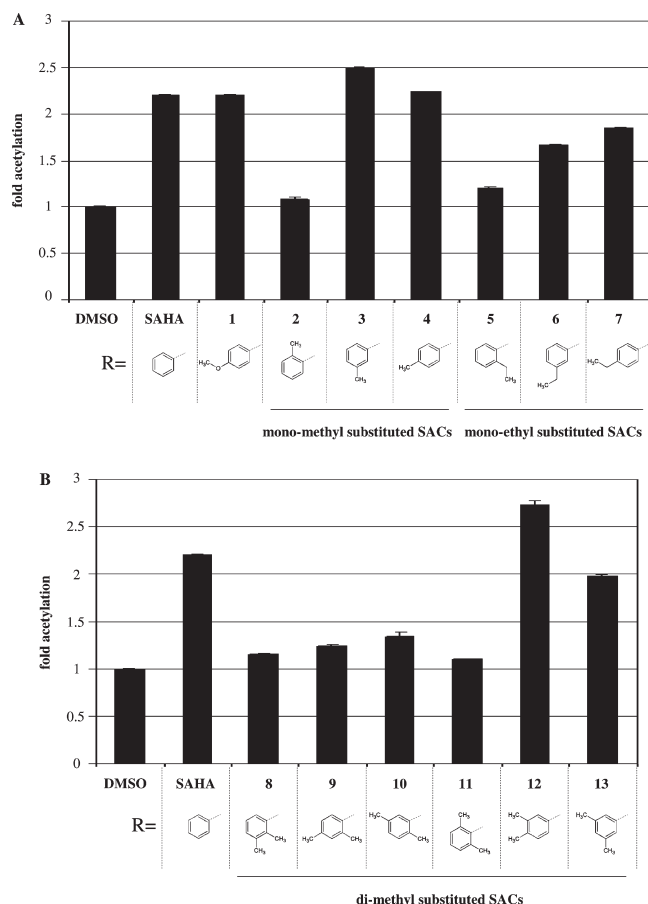 A
3
2.5
2
1.5
1
0.5
0
fold acetylation
DMSO SAHA 1 2 3 4 5 6 7
R=
H₃C O CH₃ CH₃ H₃C CH₃ H₃C H₃C
mono-methyl substituted SACs mono-ethyl substituted SACs
B
3
2.5
2
1.5
1
0.5
0
fold acetylation
DMSO SAHA 8 9 10 11 12 13
R=
CH₃ CH₃ H₃C CH₃ H₃C CH₃ CH₃ CH₃ H₃C H₃C H₃C CH₃
di-methyl substituted SACs